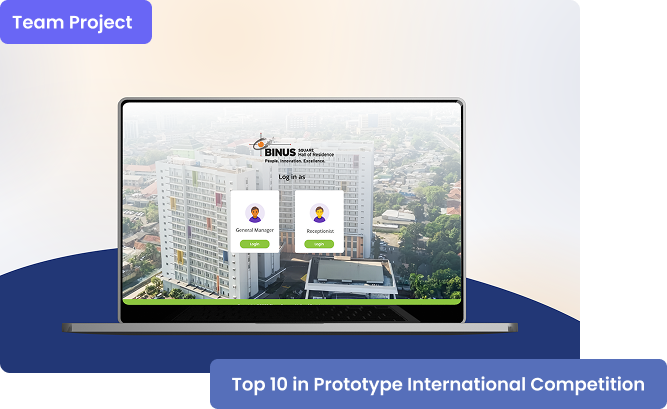 Team Project
BINUS SQUARE
Hall of Residence
People. Innovation. Excellence.
Log in as
General Manager
Receptionist
Login
Login
Top 10 in Prototype International Competition